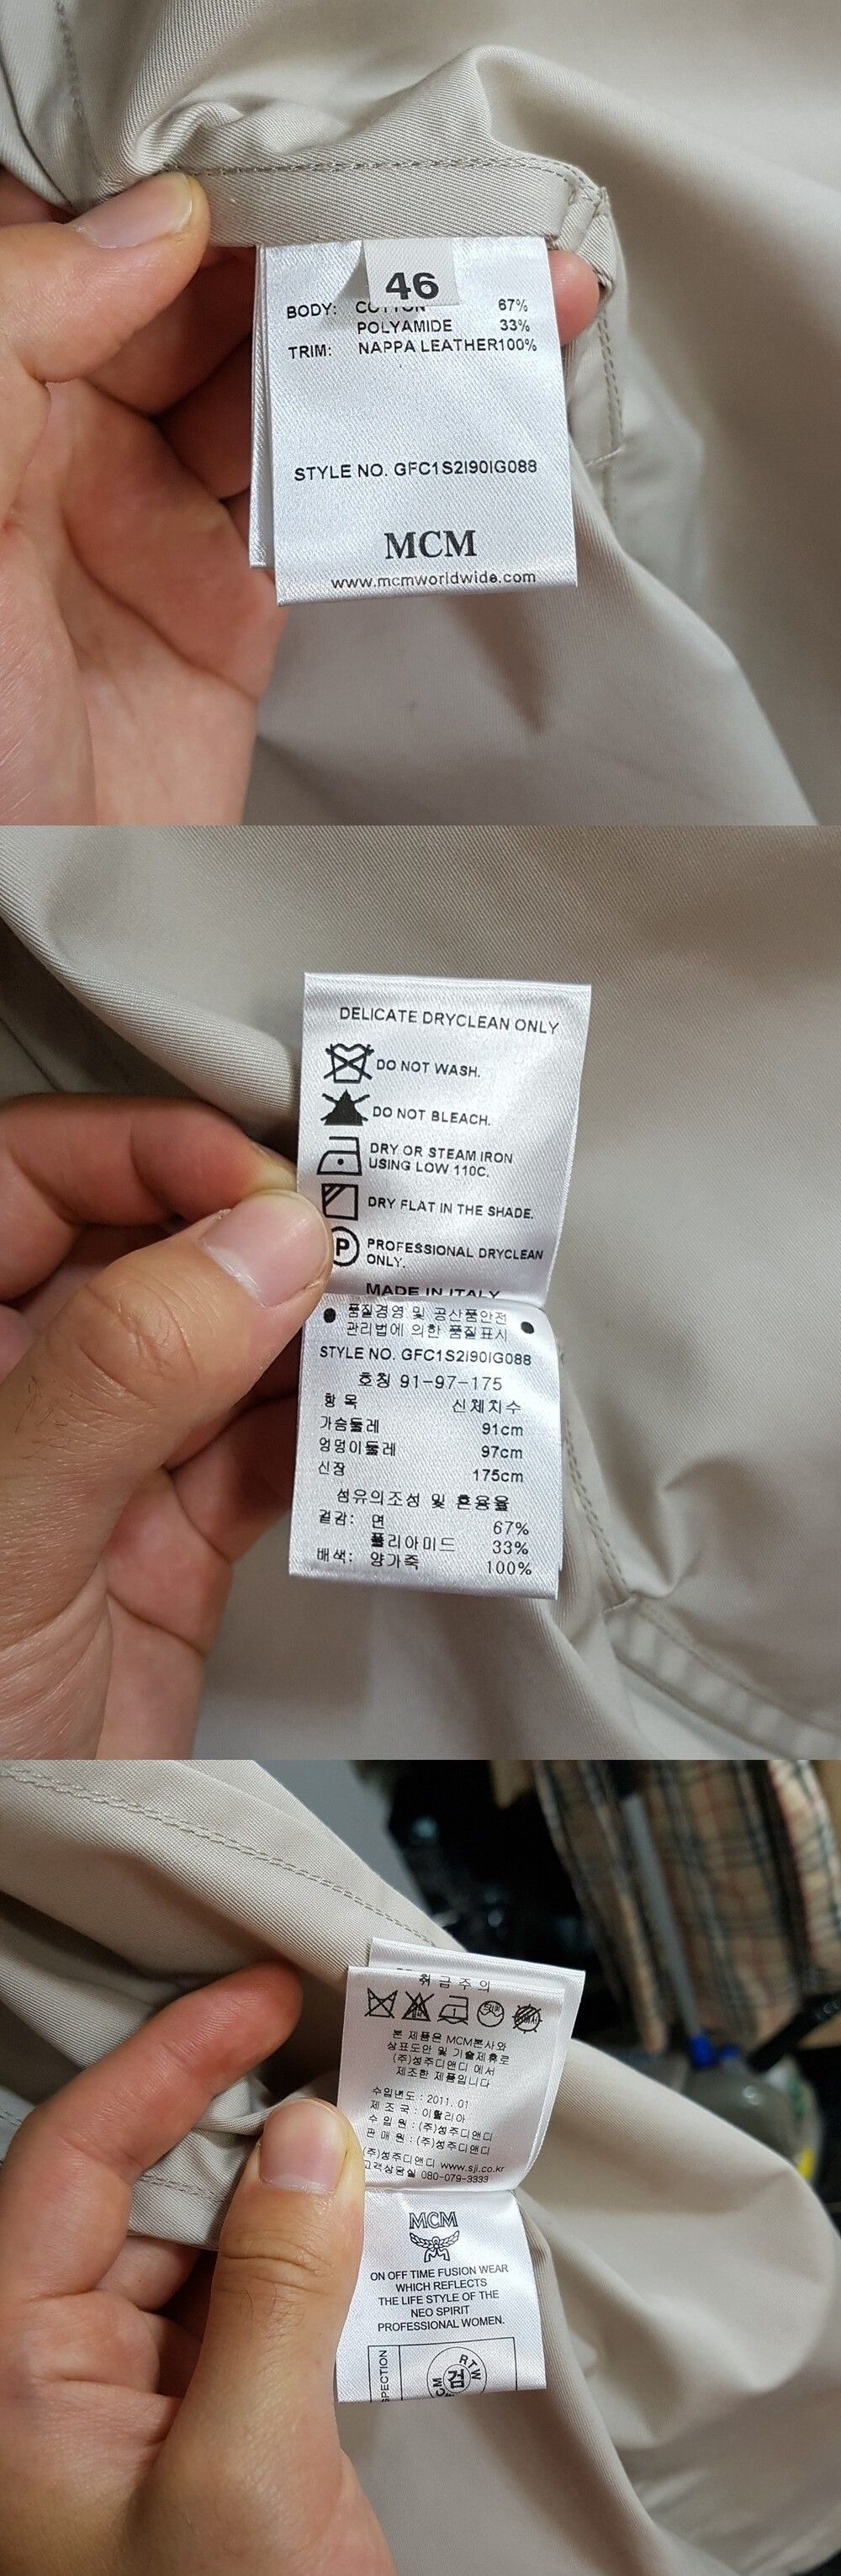 46
BODY: COTTON 67%
POLYAMIDE 33%
TRIM: NAPPA LEATHER100%
STYLE NO. GFC1S2I90IG088
MCM
www.mcmworldwide.com
DELICATE DRYCLEAN ONLY
DO NOT WASH.
DO NOT BLEACH.
DRY OR STEAM IRON
USING LOW 110C.
DRY FLAT IN THE SHADE.
P
PROFESSIONAL DRYCLEAN
ONLY.
MADE IN ITALY
품질경영 및 공산품안전
관리법에 의한 품질표시
STYLE NO. GFC1S2I90IG088
호칭 91-97-175
항 목 신체치수
가슴둘레 91cm
엉덩이둘레 97cm
신장 175cm
섬유의조성 및 혼용율
겉감: 면 67%
폴리아미드 33%
배색: 양가죽 100%
취 급 주 의
본 제품은 MCM본사와
상표도안 및 기술제휴로
(주)성주디앤디 에서
제조한 제품입니다
수입년도 : 2011. 01
제 조 국 : 이탈리아
수 입 원 : (주)성주디앤디
판 매 원 : (주)성주디앤디
(주)성주디앤디 www.sji.co.kr
고객상담실 080-079-3333
MCM
ON OFF TIME FUSION WEAR
WHICH REFLECTS
THE LIFE STYLE OF THE
NEO SPIRIT
PROFESSIONAL WOMEN.
SPECTION
RTW
검
CM